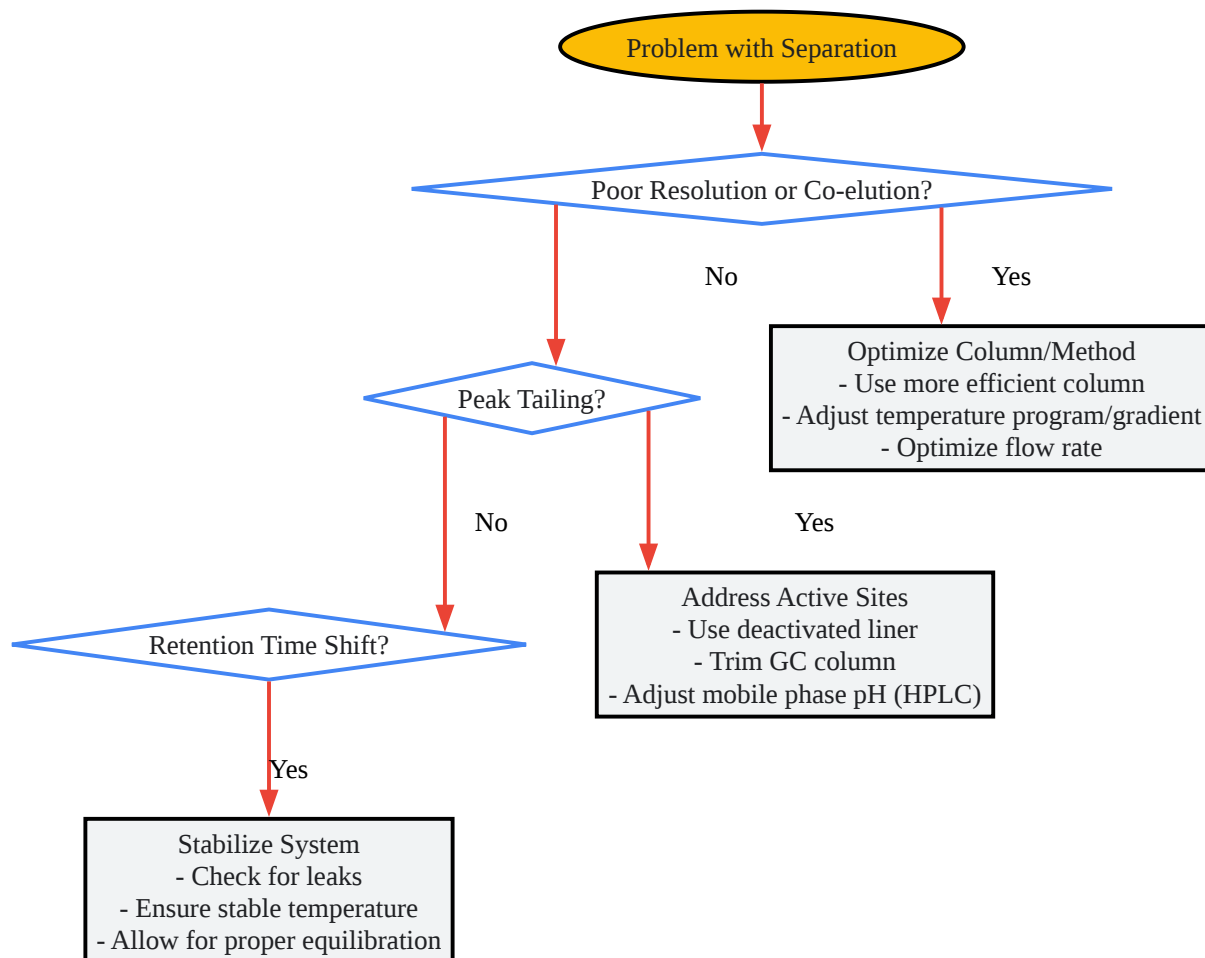 Problem with Separation
Poor Resolution or Co-elution?
No
Yes
Optimize Column/Method
- Use more efficient column
- Adjust temperature program/gradient
- Optimize flow rate
Peak Tailing?
No
Yes
Address Active Sites
- Use deactivated liner
- Trim GC column
- Adjust mobile phase pH (HPLC)
Retention Time Shift?
Yes
Stabilize System
- Check for leaks
- Ensure stable temperature
- Allow for proper equilibration